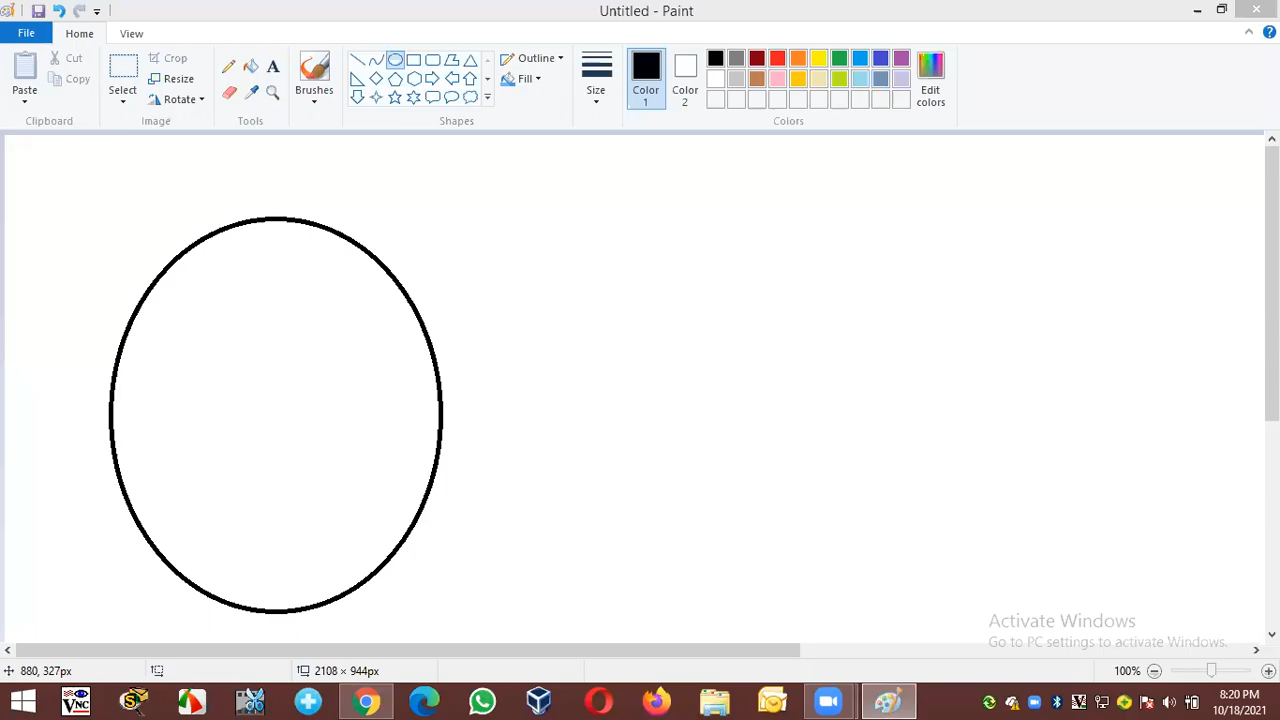 Untitled - Paint
File Home View
Paste
Cut
Copy
Clipboard
Select
Crop
Resize
Rotate
Image
A
Tools
Brushes
Outline
Fill
Shapes
Size
Color 1
Color 2
Edit colors
Colors
Activate Windows
Go to PC settings to activate Windows.
880, 327px
2108 × 944px
100%
VNC
8:20 PM
10/18/2021